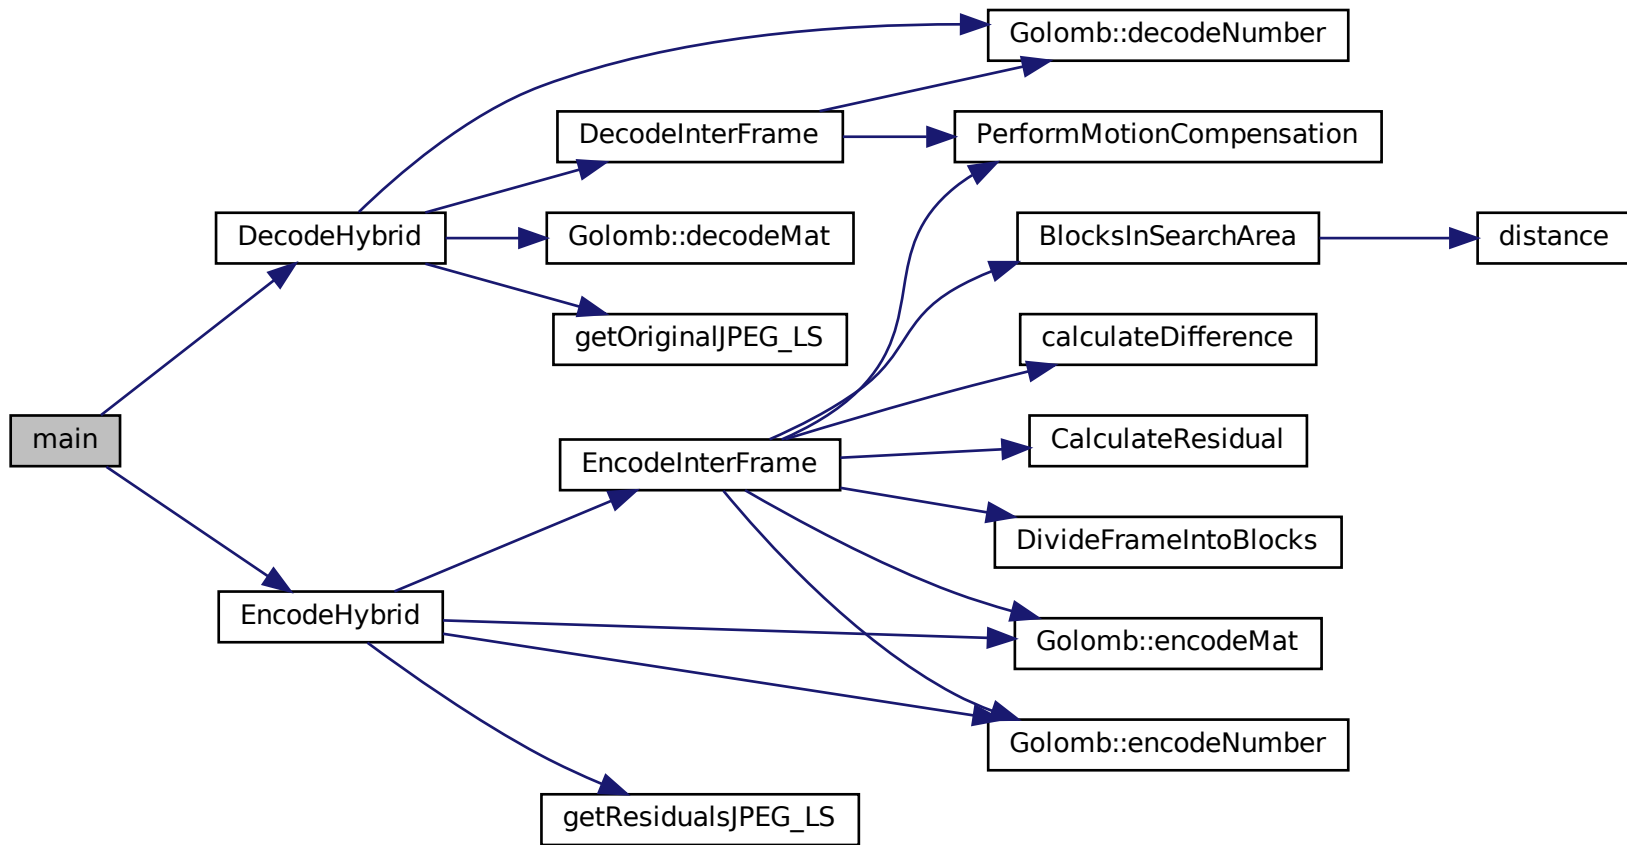 Golomb::decodeNumber
DecodeInterFrame
PerformMotionCompensation
DecodeHybrid
Golomb::decodeMat
BlocksInSearchArea
distance
getOriginalJPEG_LS
calculateDifference
main
EncodeInterFrame
CalculateResidual
DivideFrameIntoBlocks
EncodeHybrid
Golomb::encodeMat
Golomb::encodeNumber
getResidualsJPEG_LS